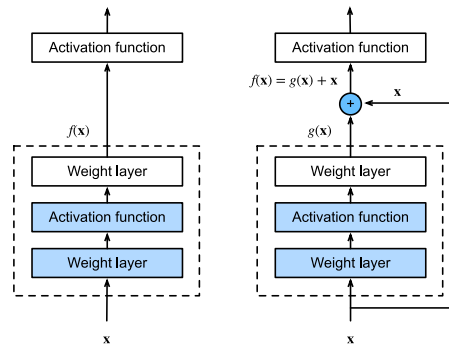 Activation function
f(x)
Weight layer
Activation function
Weight layer
x
Activation function
f(x) = g(x) + x
+
x
g(x)
Weight layer
Activation function
Weight layer
x